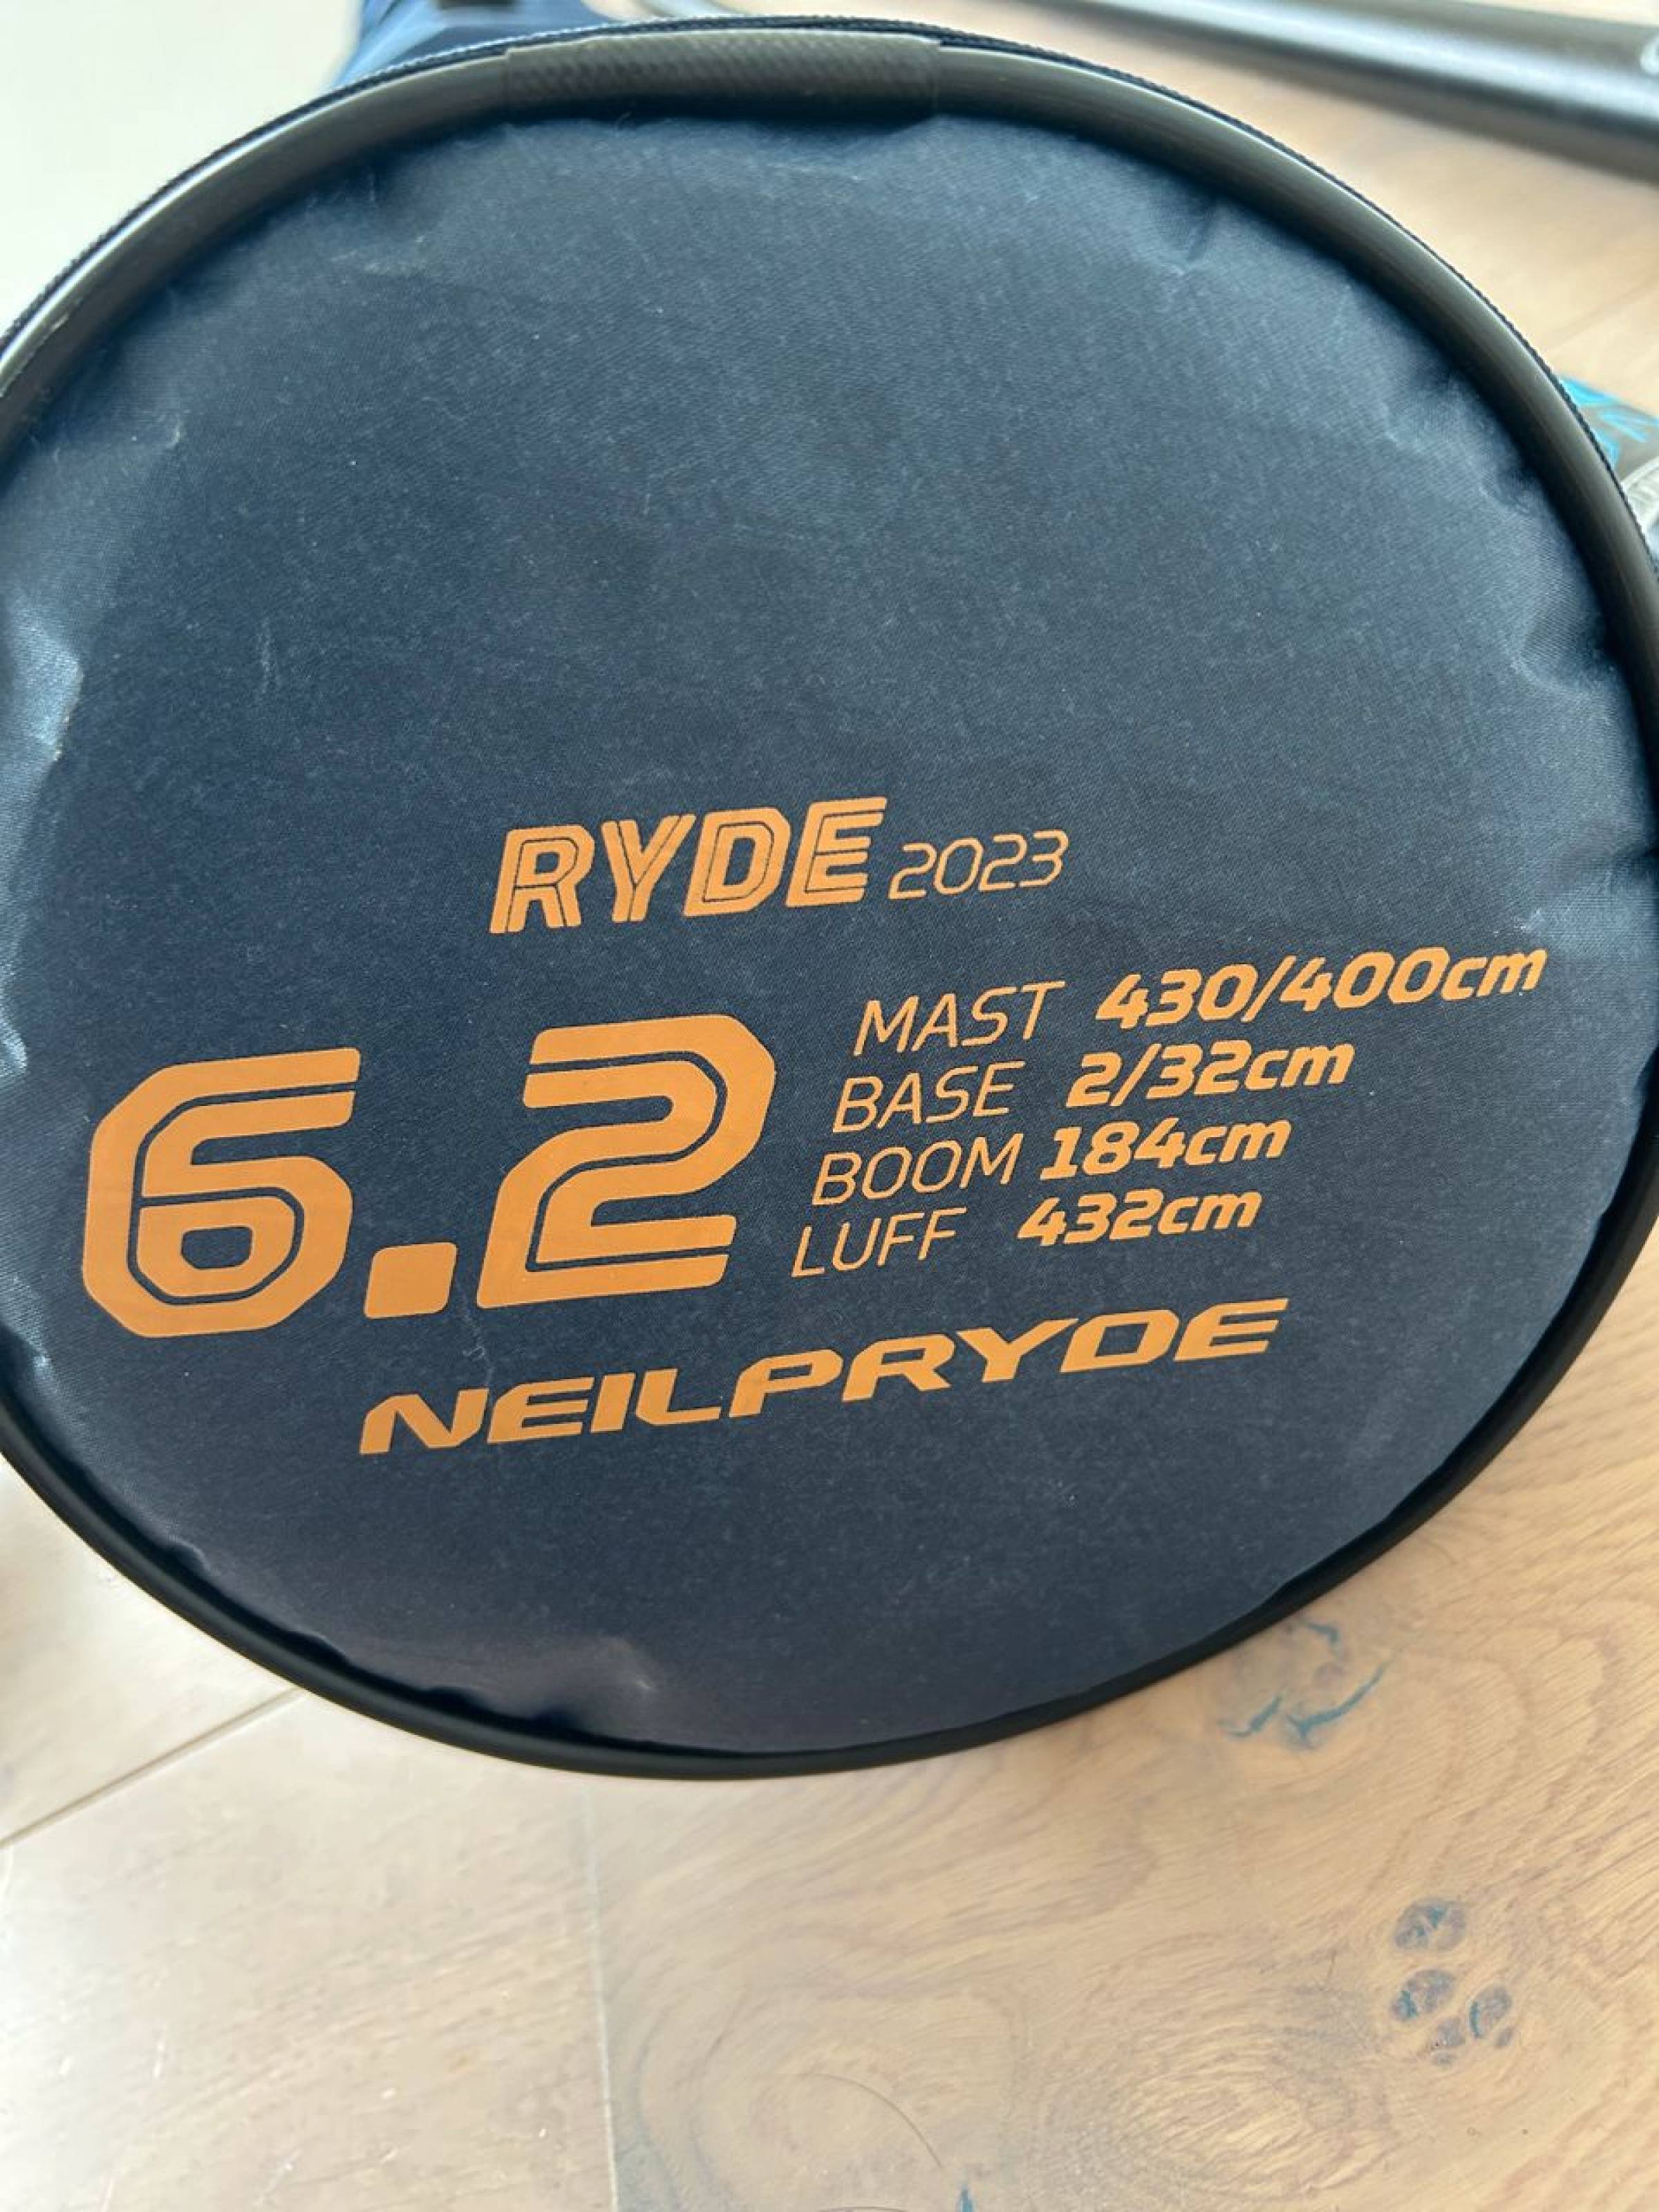 RYDE 2023
6.2
MAST 430/400cm
BASE 2/32cm
BOOM 184cm
LUFF 432cm
NEILPRYDE